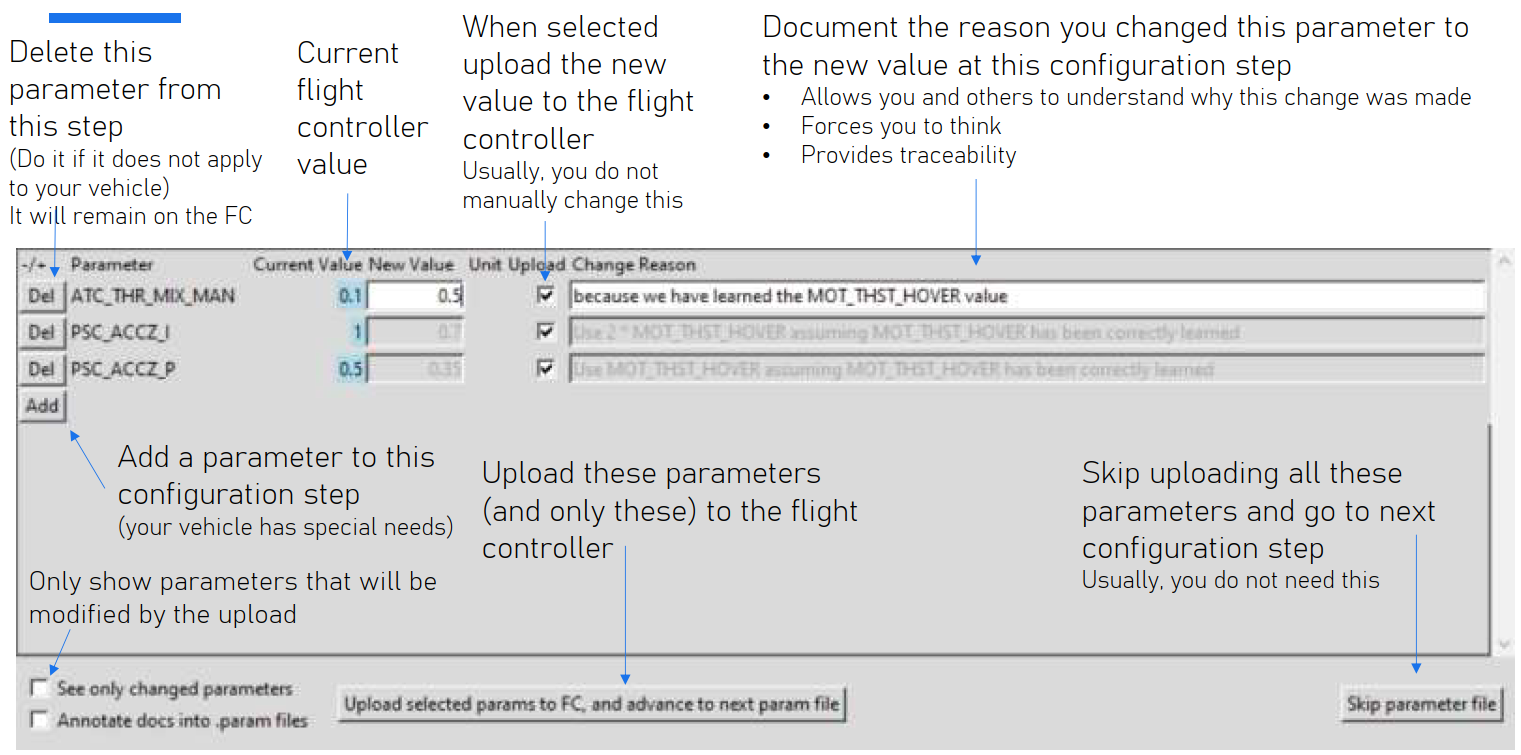 Delete this
parameter from
this step
(Do it if it does not apply
to your vehicle)
It will remain on the FC
Current
flight
controller
value
When selected
upload the new
value to the flight
controller
Usually, you do not
manually change this
Document the reason you changed this parameter to
the new value at this configuration step
• Allows you and others to understand why this change was made
• Forces you to think
• Provides traceability
-/+ Parameter Current Value New Value Unit Upload Change Reason
Del ATC_THR_MIX_MAN 0.1 0.5 because we have learned the MOT_THST_HOVER value
Del PSC_ACCZ_I 1 0.7 Use 2 * MOT_THST_HOVER assuming MOT_THST_HOVER has been correctly learned
Del PSC_ACCZ_P 0.5 0.35 Use MOT_THST_HOVER assuming MOT_THST_HOVER has been correctly learned
Add
Add a parameter to this
configuration step
(your vehicle has special needs)
Upload these parameters
(and only these) to the flight
controller
Skip uploading all these
parameters and go to next
configuration step
Usually, you do not need this
Only show parameters that will be
modified by the upload
See only changed parameters
Annotate docs into .param files
Upload selected params to FC, and advance to next param file
Skip parameter file